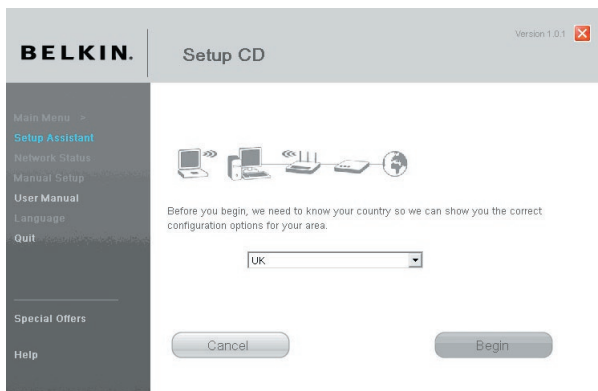 BELKIN.
Setup CD
Version 1.0.1
Main Menu >
Setup Assistant
Network Status
Manual Setup
User Manual
Language
Quit
Special Offers
Help
Before you begin, we need to know your country so we can show you the correct
configuration options for your area.
UK
Cancel
Begin